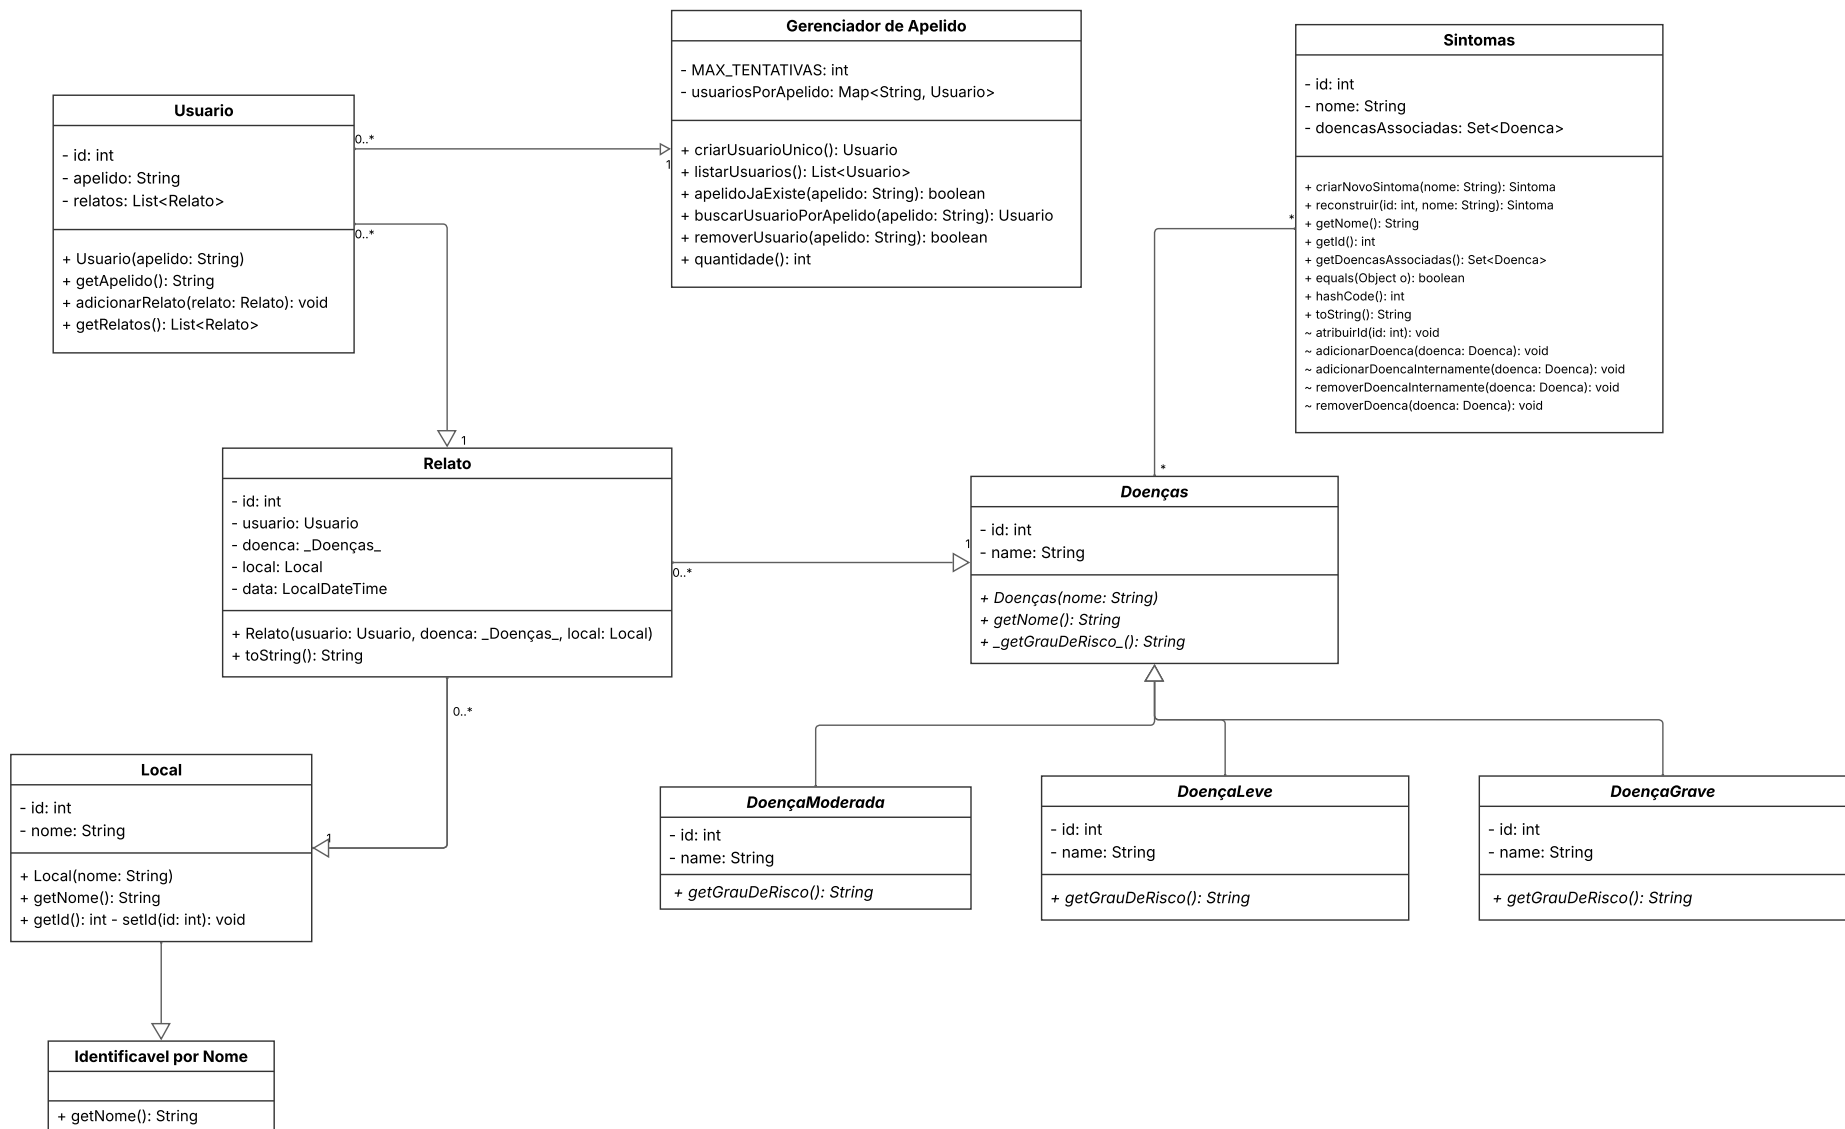 Gerenciador de Apelido
- MAX_TENTATIVAS: int
- usuariosPorApelido: Map<String, Usuario>
+ criarUsuarioUnico(): Usuario
+ listarUsuarios(): List<Usuario>
+ apelidoJaExiste(apelido: String): boolean
+ buscarUsuarioPorApelido(apelido: String): Usuario
+ removerUsuario(apelido: String): boolean
+ quantidade(): int
Sintomas
- id: int
- nome: String
- doencasAssociadas: Set<Doenca>
+ criarNovoSintoma(nome: String): Sintoma
+ reconstruir(id: int, nome: String): Sintoma
+ getNome(): String
+ getId(): int
+ getDoencasAssociadas(): Set<Doenca>
+ equals(Object o): boolean
+ hashCode(): int
+ toString(): String
~ atribuirId(id: int): void
~ adicionarDoenca(doenca: Doenca): void
~ adicionarDoencaInternamente(doenca: Doenca): void
~ removerDoencaInternamente(doenca: Doenca): void
~ removerDoenca(doenca: Doenca): void
Usuario
- id: int
- apelido: String
- relatos: List<Relato>
+ Usuario(apelido: String)
+ getApelido(): String
+ adicionarRelato(relato: Relato): void
+ getRelatos(): List<Relato>
0..*
1
0..*
1
*
*
Relato
- id: int
- usuario: Usuario
- doenca: _Doenças_
- local: Local
- data: LocalDateTime
+ Relato(usuario: Usuario, doenca: _Doenças_, local: Local)
+ toString(): String
0..*
1
Doenças
- id: int
- name: String
+ Doenças(nome: String)
+ getNome(): String
+ _getGrauDeRisco_(): String
0..*
1
Local
- id: int
- nome: String
+ Local(nome: String)
+ getNome(): String
+ getId(): int - setId(id: int): void
DoençaModerada
- id: int
- name: String
+ getGrauDeRisco(): String
DoençaLeve
- id: int
- name: String
+ getGrauDeRisco(): String
DoençaGrave
- id: int
- name: String
+ getGrauDeRisco(): String
Identificavel por Nome
+ getNome(): String